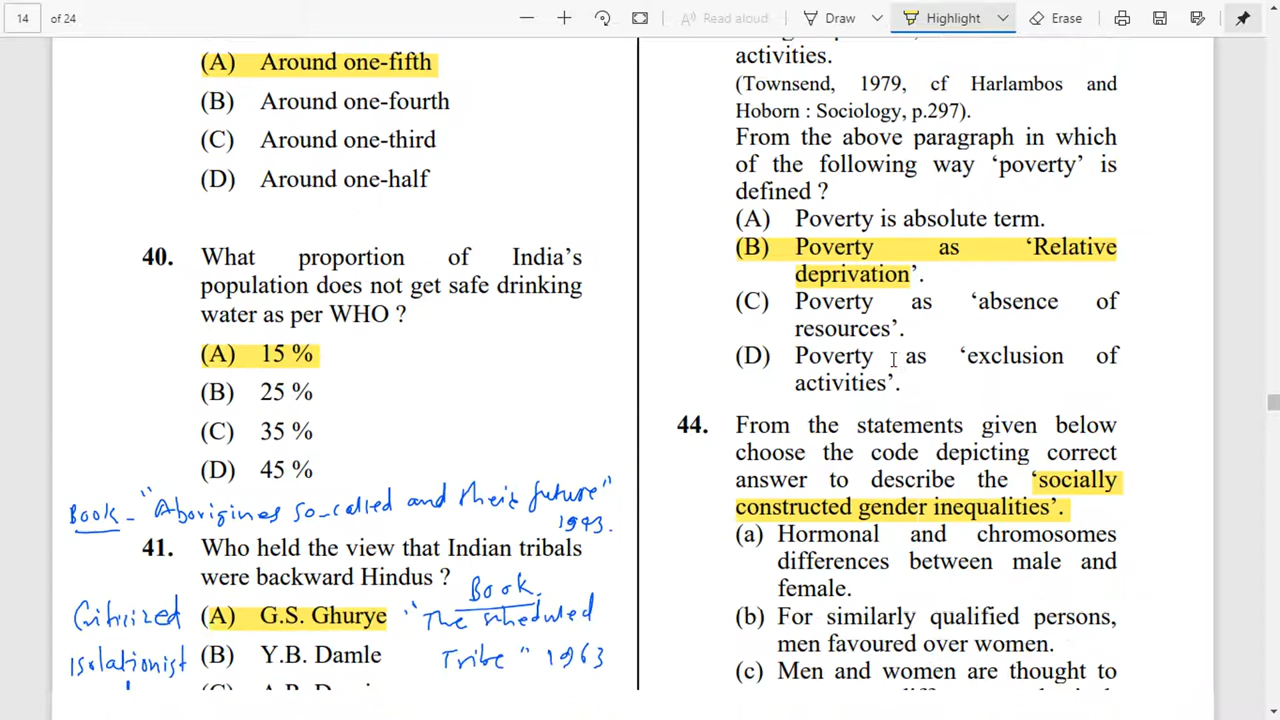 14 of 24 Read aloud Draw Highlight Erase
(A) Around one-fifth
(B) Around one-fourth
(C) Around one-third
(D) Around one-half
40. What proportion of India's
population does not get safe drinking
water as per WHO ?
(A) 15 %
(B) 25 %
(C) 35 %
(D) 45 %
Book - "Aborigines so-called and their future"
1943.
41. Who held the view that Indian tribals
were backward Hindus ?
Book
Criticized (A) G.S. Ghurye "The scheduled
Isolationist (B) Y.B. Damle Tribe" 1963
activities.
(Townsend, 1979, cf Harlambos and
Hoborn : Sociology, p.297).
From the above paragraph in which
of the following way 'poverty' is
defined ?
(A) Poverty is absolute term.
(B) Poverty as 'Relative
deprivation'.
(C) Poverty as 'absence of
resources'.
(D) Poverty as 'exclusion of
activities'.
44. From the statements given below
choose the code depicting correct
answer to describe the 'socially
constructed gender inequalities'.
(a) Hormonal and chromosomes
differences between male and
female.
(b) For similarly qualified persons,
men favoured over women.
(c) Men and women are thought to